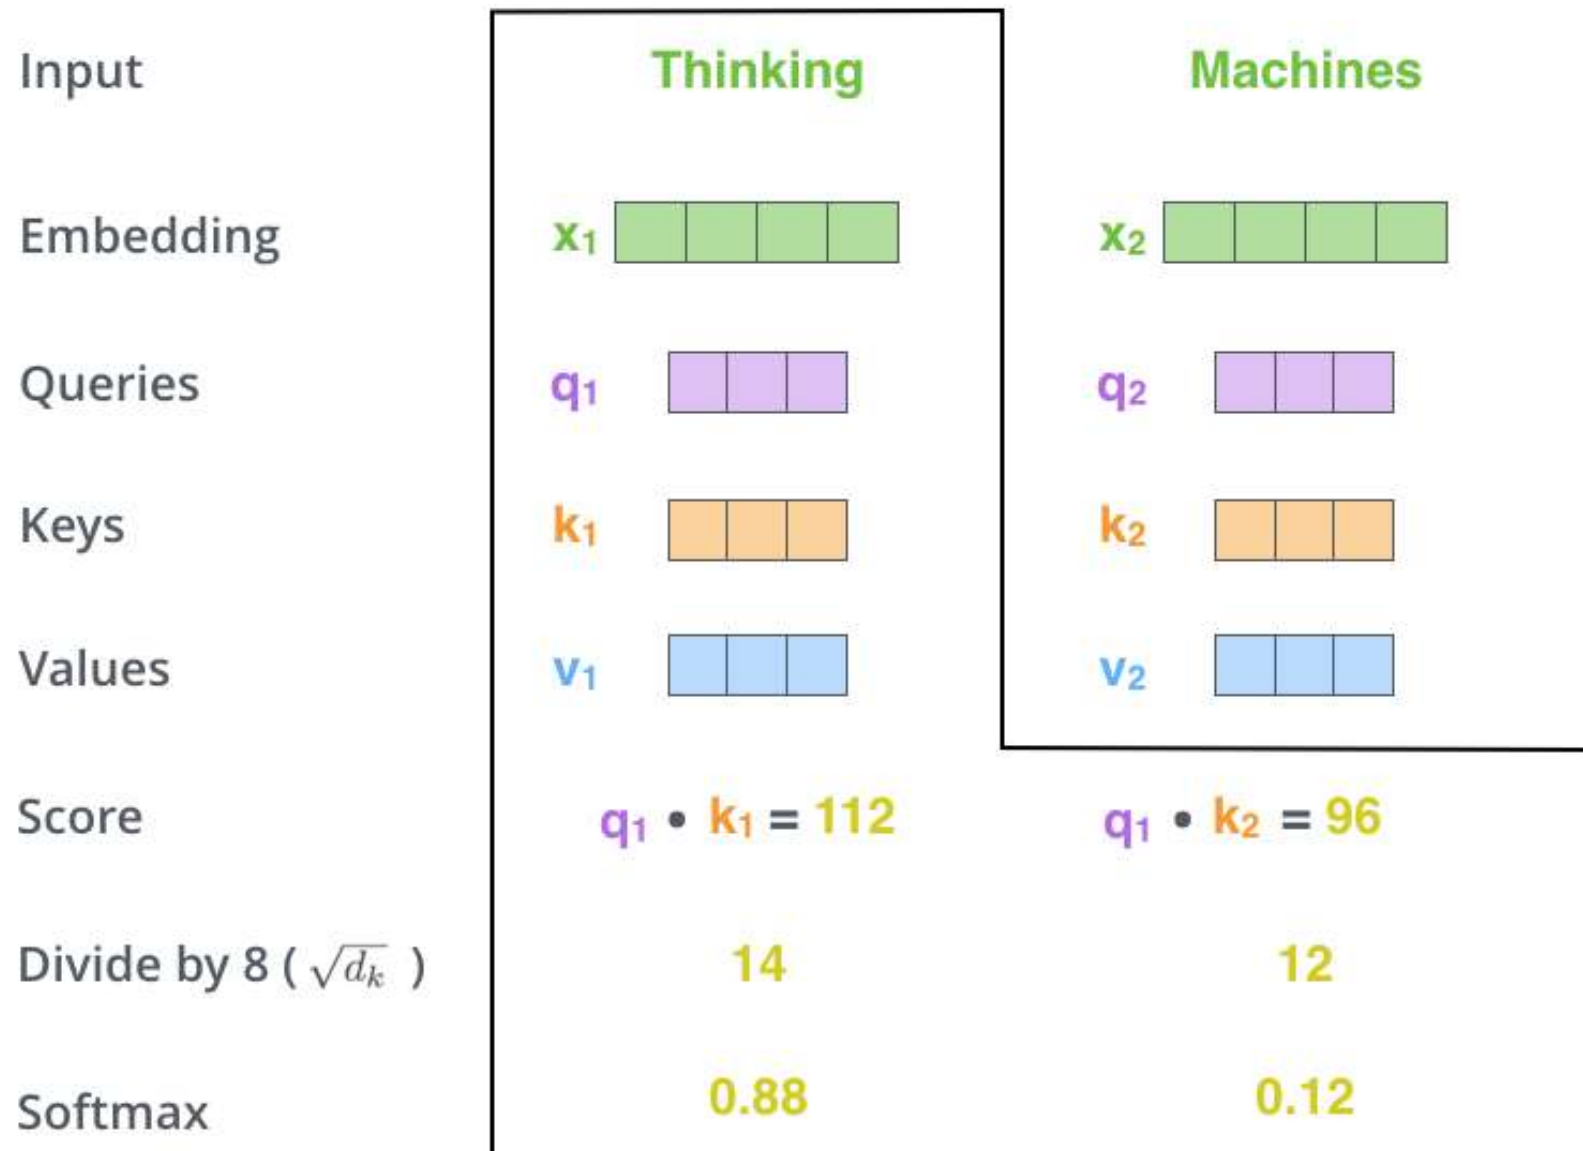 Input Thinking Machines
Embedding x₁ x₂
Queries q₁ q₂
Keys k₁ k₂
Values v₁ v₂
Score q₁ • k₁ = 112 q₁ • k₂ = 96
Divide by 8 ( √dₖ ) 14 12
Softmax 0.88 0.12